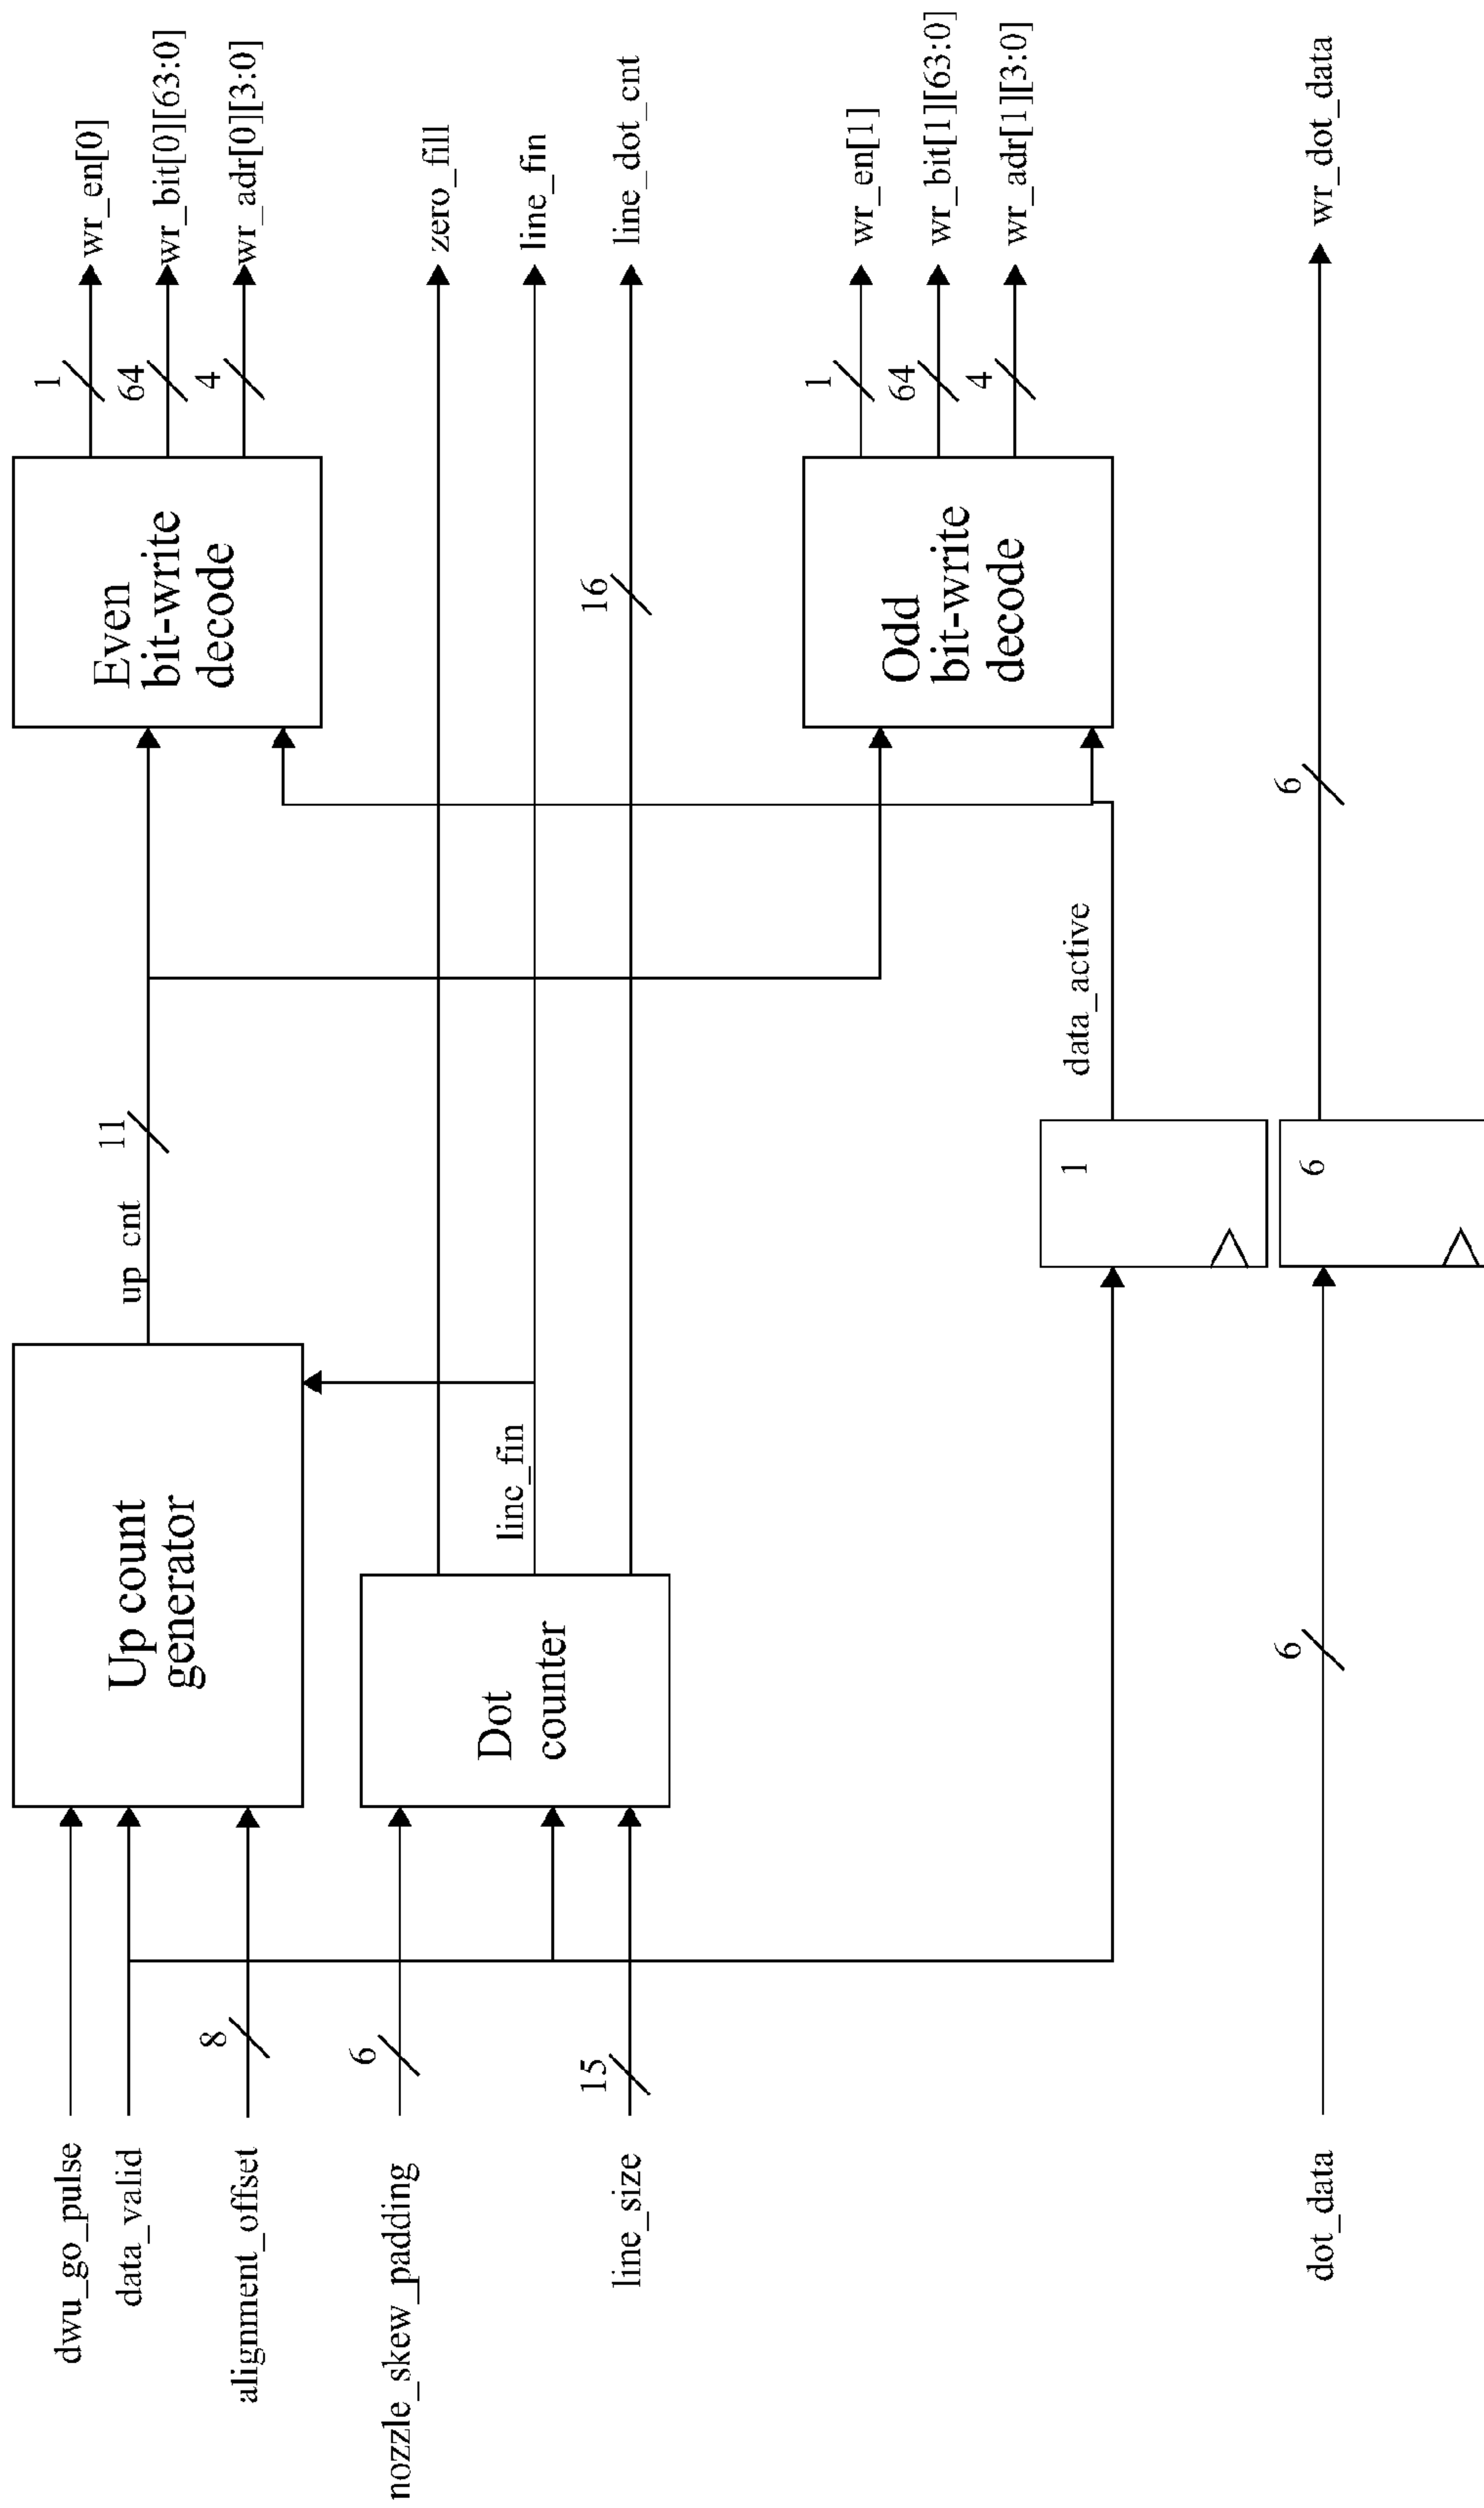 dwu_go_pulse
data_valid
alignment_offset
8
nozzle_skew_padding
6
line_size
15
dot_data
6
Up count
generator
Dot
counter
line_fin
up_cnt
11
1
6
data_active
6
16
Even
bit-write
decode
Odd
bit-write
decode
1
64
4
1
64
4
wr_en[0]
wr_bit[0][63:0]
wr_adr[0][3:0]
zero_fill
line_fin
line_dot_cnt
wr_en[1]
wr_bit[1][63:0]
wr_adr[1][3:0]
wr_dot_data